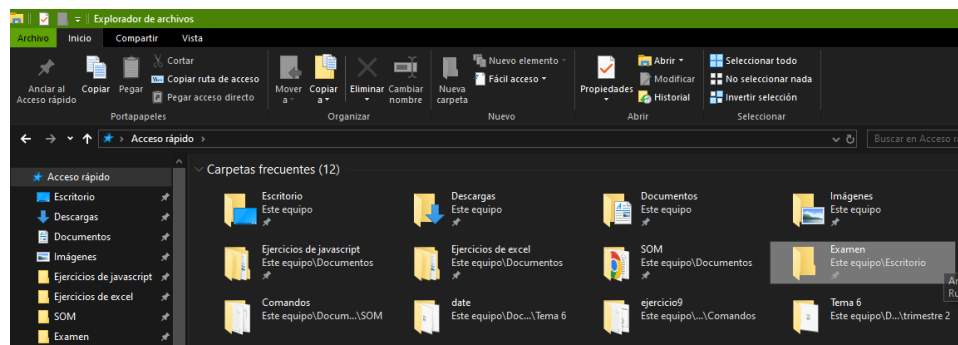 Explorador de archivos
Archivo Inicio Compartir Vista
Anclar al Acceso rápido
Copiar
Pegar
Cortar
Copiar ruta de acceso
Pegar acceso directo
Portapapeles
Mover a
Copiar a
Eliminar
Cambiar nombre
Organizar
Nueva carpeta
Nuevo elemento
Fácil acceso
Nuevo
Propiedades
Abrir
Modificar
Historial
Abrir
Seleccionar todo
No seleccionar nada
Invertir selección
Seleccionar
Acceso rápido
Buscar en Acceso
Acceso rápido
Escritorio
Descargas
Documentos
Imágenes
Ejercicios de javascript
Ejercicios de excel
SOM
Examen
Carpetas frecuentes (12)
Escritorio
Este equipo
Descargas
Este equipo
Documentos
Este equipo
Imágenes
Este equipo
Ejercicios de javascript
Este equipo\Documentos
Ejercicios de excel
Este equipo\Documentos
SOM
Este equipo\Documentos
Examen
Este equipo\Escritorio
Comandos
Este equipo\Docum...\SOM
date
Este equipo\Doc...\Tema 6
ejercicio9
Este equipo\...\Comandos
Tema 6
Este equipo\D...\trimestre 2